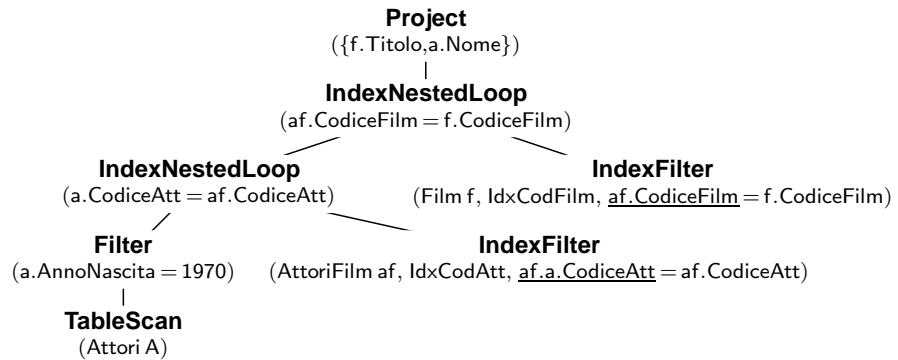 Project
({f.Titolo,a.Nome})
IndexNestedLoop
(af.CodiceFilm = f.CodiceFilm)
IndexNestedLoop
(a.CodiceAtt = af.CodiceAtt)
IndexFilter
(Film f, IdxCodFilm, af.CodiceFilm = f.CodiceFilm)
Filter
(a.AnnoNascita = 1970)
IndexFilter
(AttoriFilm af, IdxCodAtt, af.a.CodiceAtt = af.CodiceAtt)
TableScan
(Attori A)